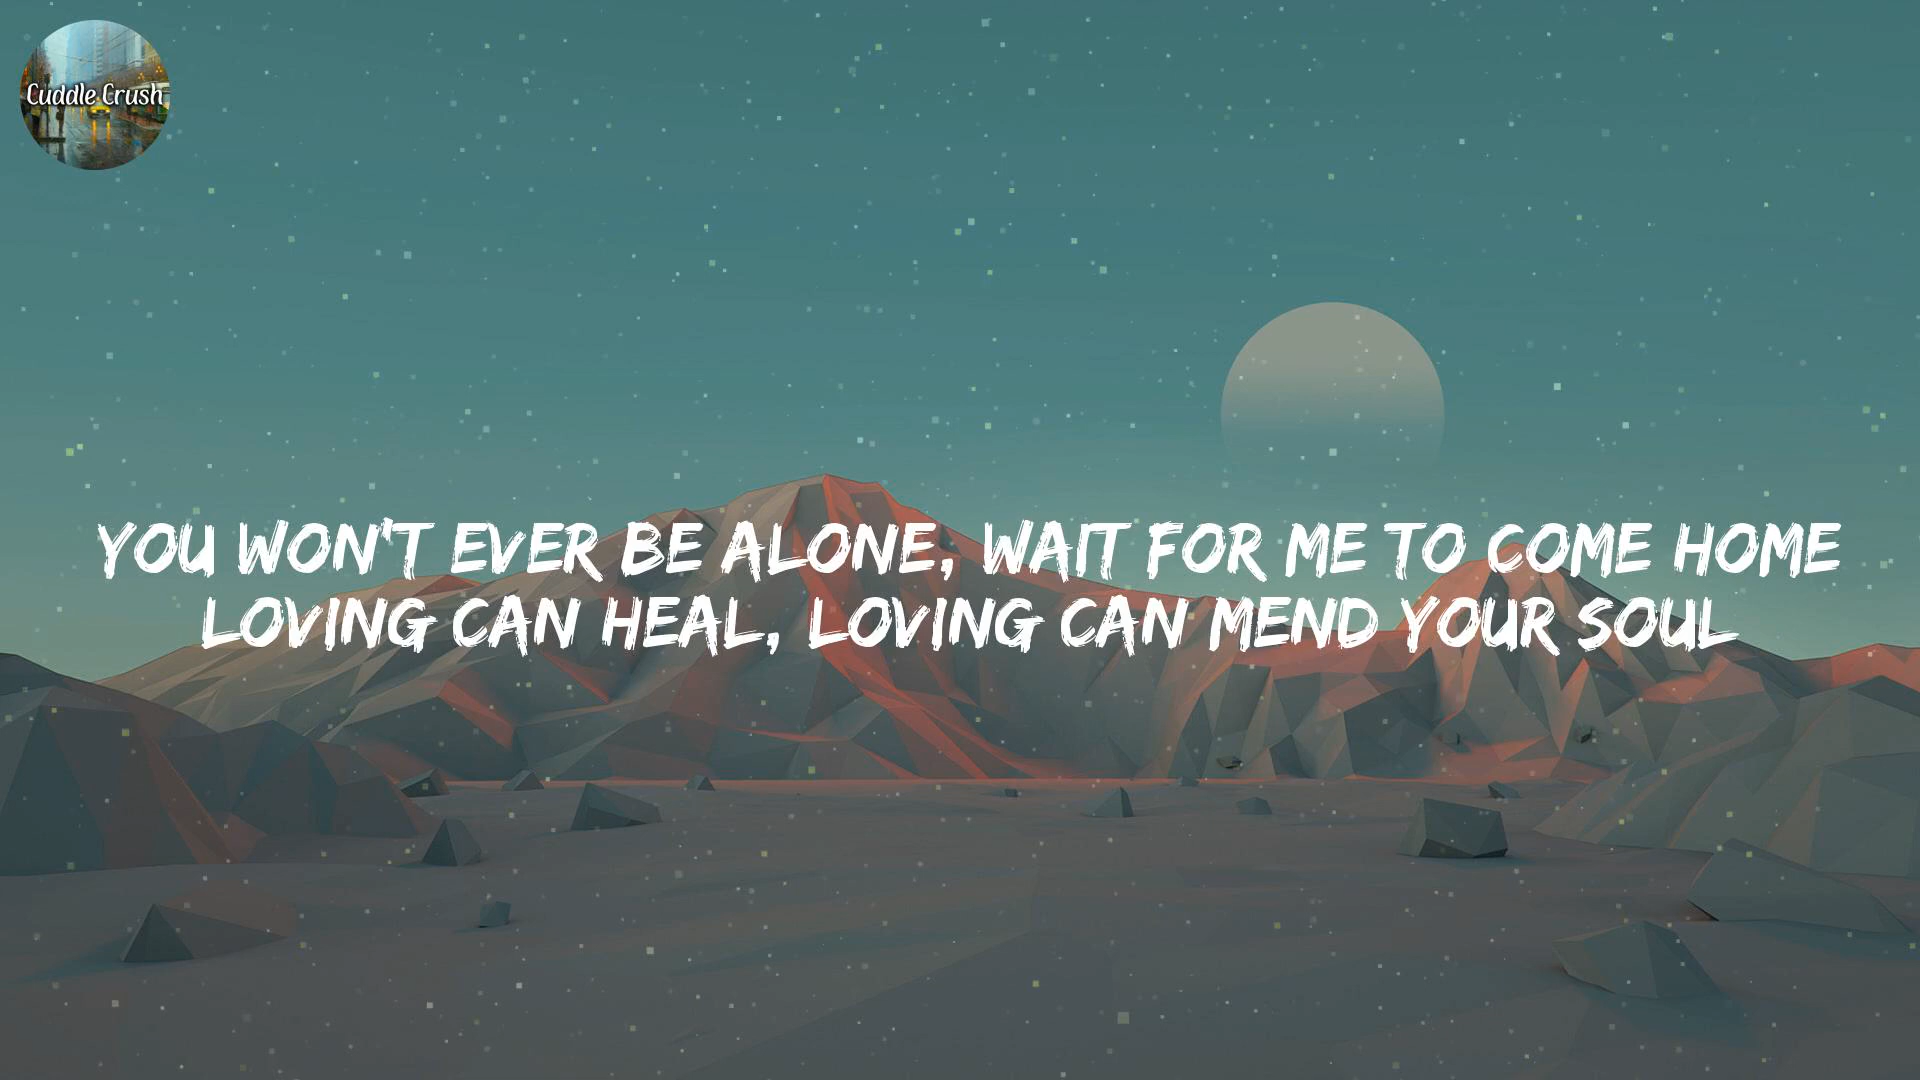 Cuddle Crush
YOU WON'T EVER BE ALONE, WAIT FOR ME TO COME HOME
LOVING CAN HEAL, LOVING CAN MEND YOUR SOUL